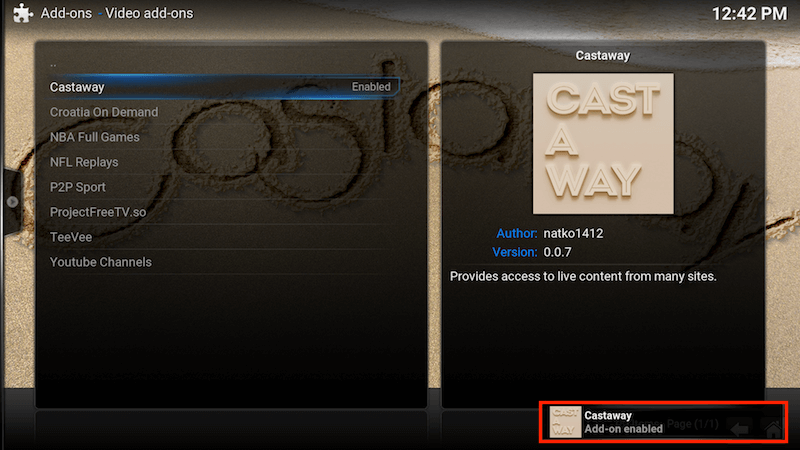 Add-ons - Video add-ons
12:42 PM
..
Castaway Enabled
Croatia On Demand
NBA Full Games
NFL Replays
P2P Sport
ProjectFreeTV.so
TeeVee
Youtube Channels
Castaway
CAST
A
WAY
Author: natko1412
Version: 0.0.7
Provides access to live content from many sites.
CAST
A
WAY
Castaway
Add-on enabled
Page (1/1)